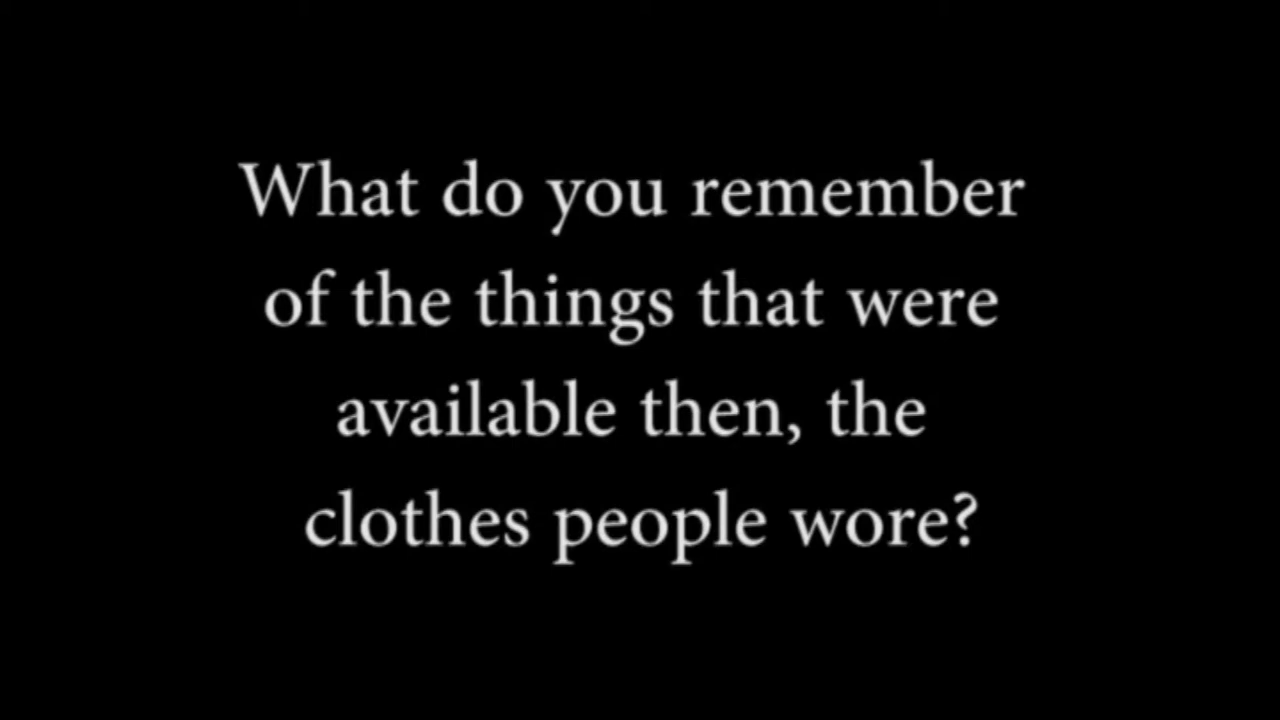 What do you remember
of the things that were
available then, the
clothes people wore?